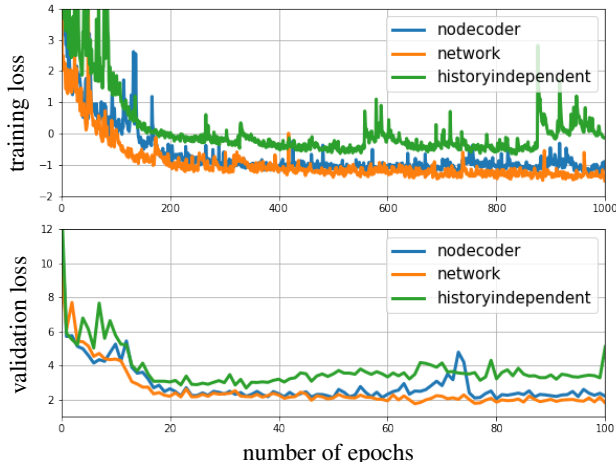 4
3
2
1
0
−1
−2
training loss
nodecoder
network
historyindependent
0
200
400
600
800
1000
12
10
8
6
4
2
validation loss
nodecoder
network
historyindependent
0
20
40
60
80
100
number of epochs